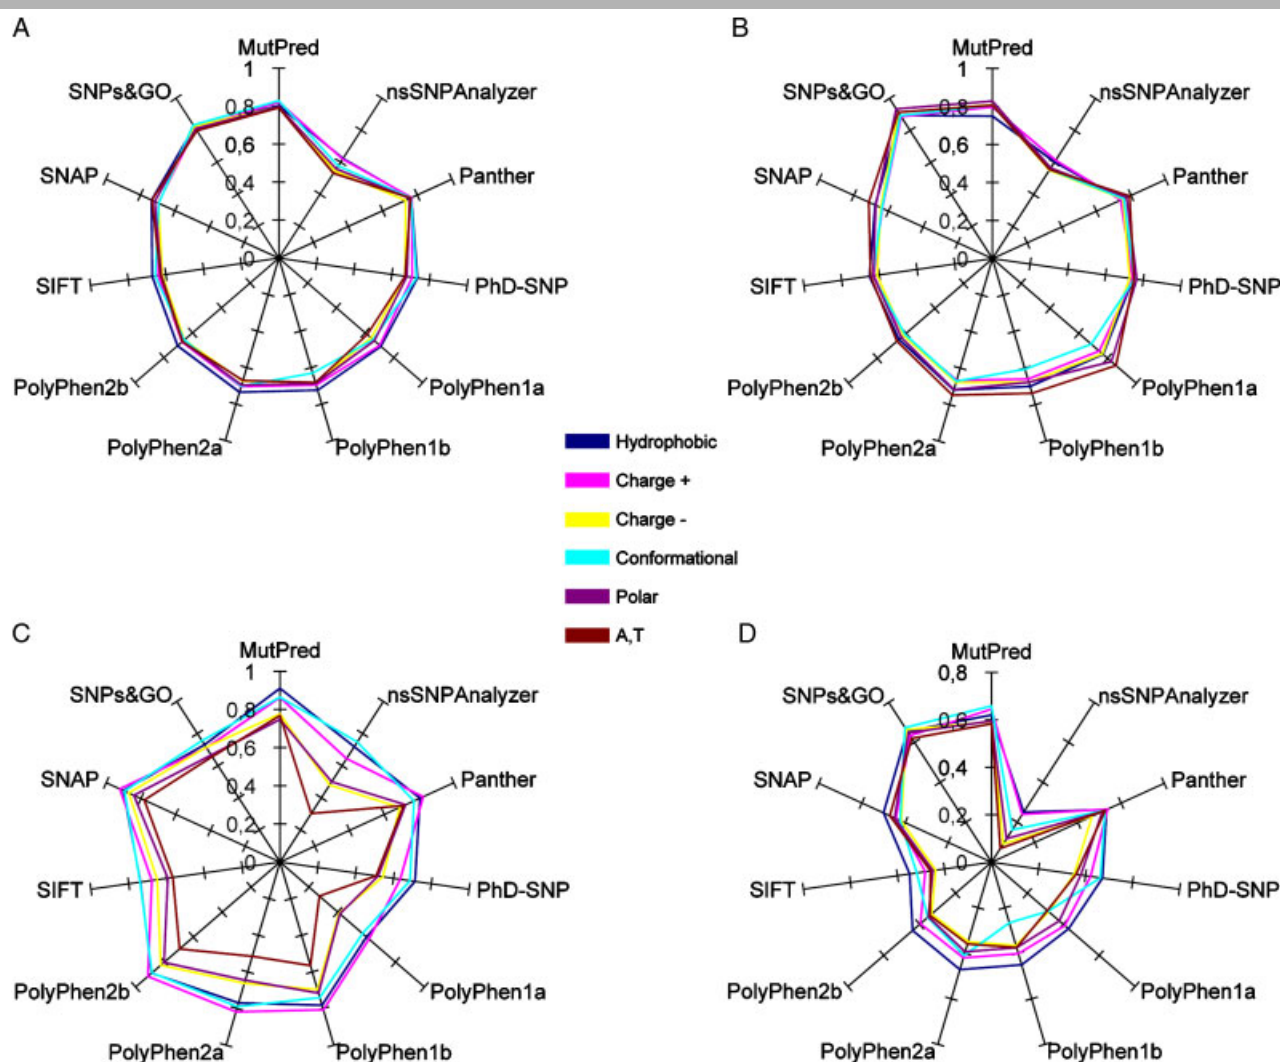 A
B
MutPred
MutPred
1
1
SNPs&GO
nsSNPAnalyzer
SNPs&GO
nsSNPAnalyzer
0,8
0,8
0,6
0,6
SNAP
Panther
SNAP
Panther
0,4
0,4
0,2
0,2
0
0
SIFT
PhD-SNP
SIFT
PhD-SNP
PolyPhen2b
PolyPhen1a
PolyPhen2b
PolyPhen1a
PolyPhen2a
PolyPhen1b
PolyPhen2a
PolyPhen1b
Hydrophobic
Charge +
Charge -
Conformational
Polar
A,T
C
D
MutPred
MutPred
1
0,8
SNPs&GO
nsSNPAnalyzer
SNPs&GO
nsSNPAnalyzer
0,8
0,6
0,6
SNAP
Panther
SNAP
Panther
0,4
0,4
0,2
0,2
0
0
SIFT
PhD-SNP
SIFT
PhD-SNP
PolyPhen2b
PolyPhen1a
PolyPhen2b
PolyPhen1a
PolyPhen2a
PolyPhen1b
PolyPhen2a
PolyPhen1b